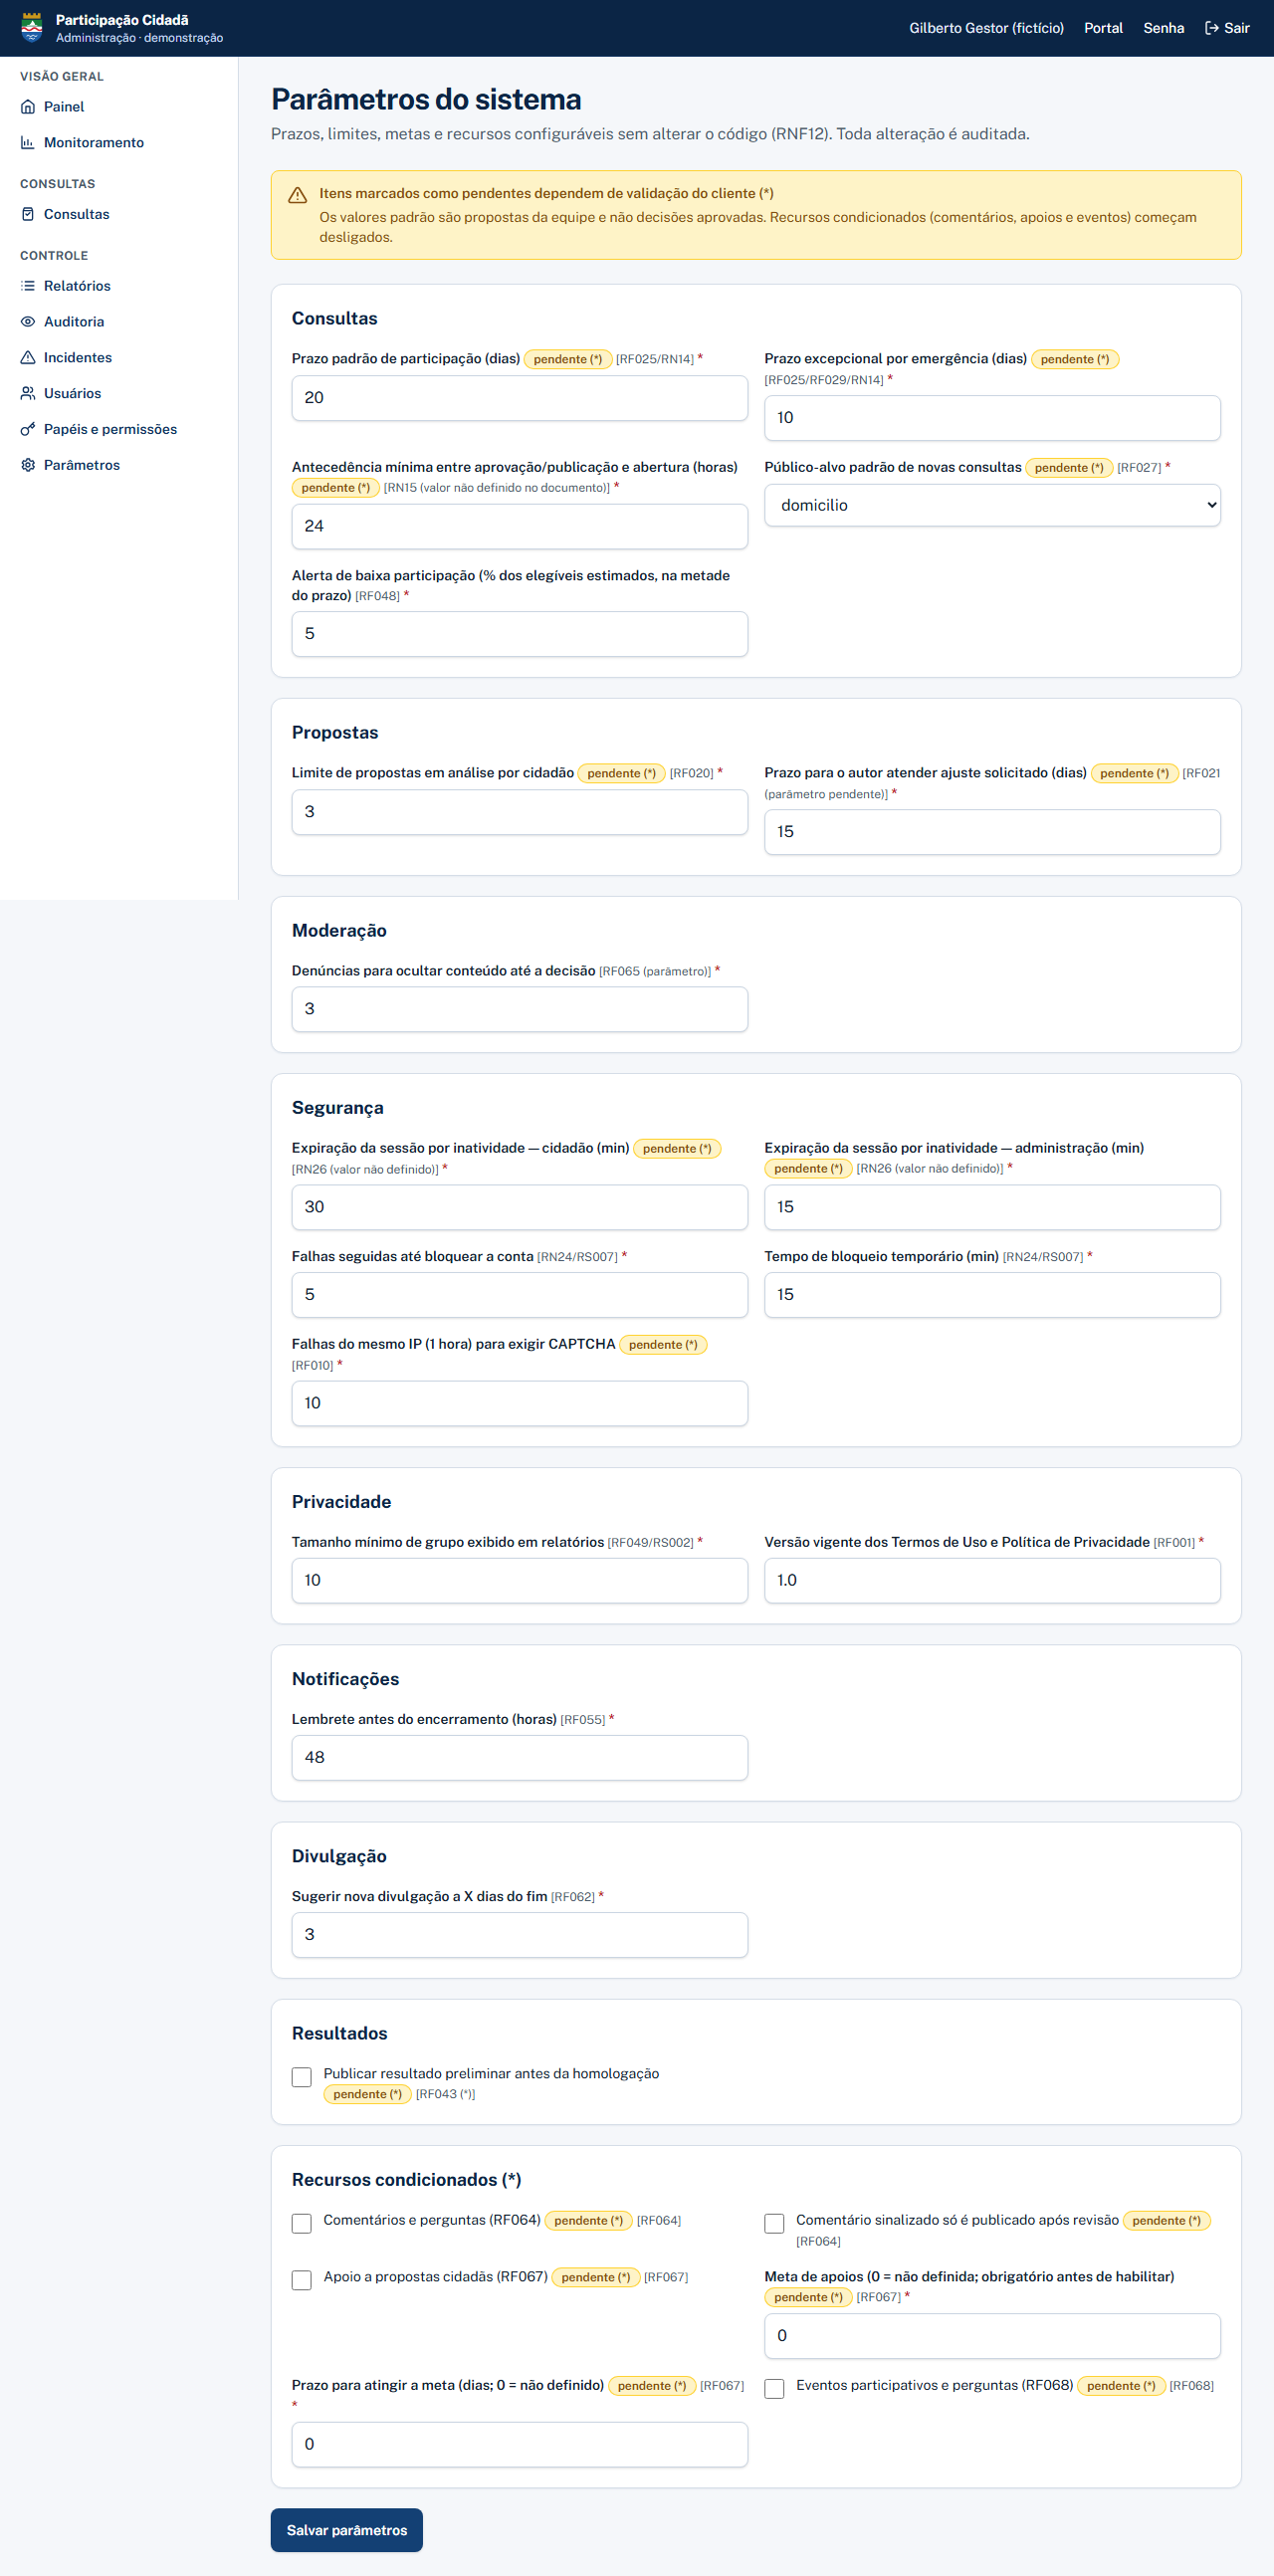 Participação Cidadã
Administração · demonstração
Gilberto Gestor (fictício)
Portal
Senha
Sair
VISÃO GERAL
Painel
Monitoramento
CONSULTAS
Consultas
CONTROLE
Relatórios
Auditoria
Incidentes
Usuários
Papéis e permissões
Parâmetros
Parâmetros do sistema
Prazos, limites, metas e recursos configuráveis sem alterar o código (RNF12). Toda alteração é auditada.
Itens marcados como pendentes dependem de validação do cliente (*)
Os valores padrão são propostas da equipe e não decisões aprovadas. Recursos condicionados (comentários, apoios e eventos) começam
desligados.
Consultas
Prazo padrão de participação (dias) pendente (*) [RF025/RN14] *
20
Prazo excepcional por emergência (dias) pendente (*)
[RF025/RF029/RN14] *
10
Antecedência mínima entre aprovação/publicação e abertura (horas)
pendente (*) [RN15 (valor não definido no documento)] *
24
Público-alvo padrão de novas consultas pendente (*) [RF027] *
domicilio
Alerta de baixa participação (% dos elegíveis estimados, na metade
do prazo) [RF048] *
5
Propostas
Limite de propostas em análise por cidadão pendente (*) [RF020] *
3
Prazo para o autor atender ajuste solicitado (dias) pendente (*) [RF021
(parâmetro pendente)] *
15
Moderação
Denúncias para ocultar conteúdo até a decisão [RF065 (parâmetro)] *
3
Segurança
Expiração da sessão por inatividade — cidadão (min) pendente (*)
[RN26 (valor não definido)] *
30
Expiração da sessão por inatividade — administração (min)
pendente (*) [RN26 (valor não definido)] *
15
Falhas seguidas até bloquear a conta [RN24/RS007] *
5
Tempo de bloqueio temporário (min) [RN24/RS007] *
15
Falhas do mesmo IP (1 hora) para exigir CAPTCHA pendente (*)
[RF010] *
10
Privacidade
Tamanho mínimo de grupo exibido em relatórios [RF049/RS002] *
10
Versão vigente dos Termos de Uso e Política de Privacidade [RF001] *
1.0
Notificações
Lembrete antes do encerramento (horas) [RF055] *
48
Divulgação
Sugerir nova divulgação a X dias do fim [RF062] *
3
Resultados
Publicar resultado preliminar antes da homologação
pendente (*) [RF043 (*)]
Recursos condicionados (*)
Comentários e perguntas (RF064) pendente (*) [RF064]
Comentário sinalizado só é publicado após revisão pendente (*)
[RF064]
Apoio a propostas cidadãs (RF067) pendente (*) [RF067]
Meta de apoios (0 = não definida; obrigatório antes de habilitar)
pendente (*) [RF067] *
0
Prazo para atingir a meta (dias; 0 = não definido) pendente (*) [RF067]
*
0
Eventos participativos e perguntas (RF068) pendente (*) [RF068]
Salvar parâmetros